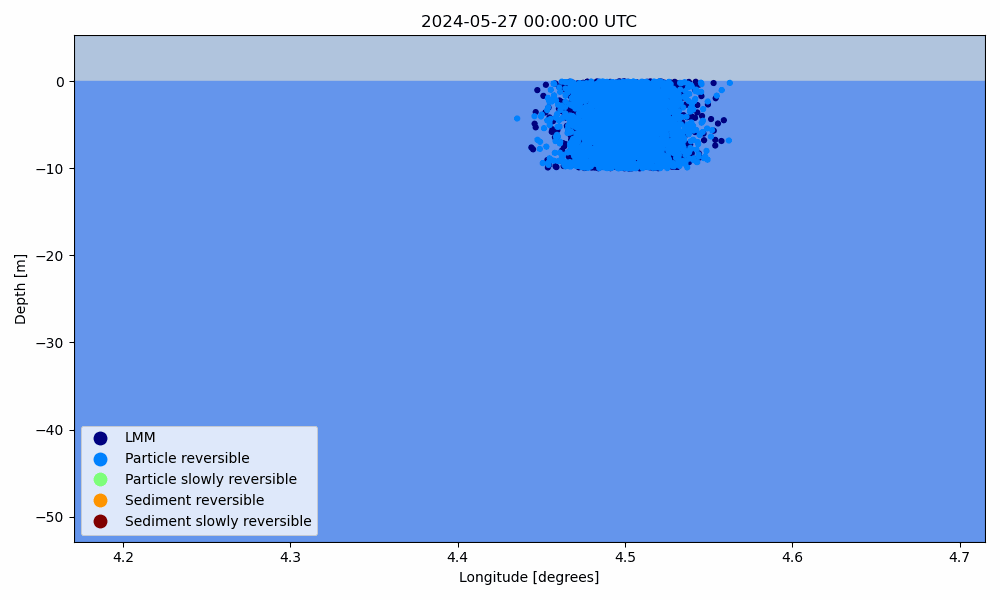 2024-05-27 00:00:00 UTC
Depth [m]
0
−10
−20
−30
−40
−50
LMM
Particle reversible
Particle slowly reversible
Sediment reversible
Sediment slowly reversible
4.2 4.3 4.4 4.5 4.6 4.7
Longitude [degrees]